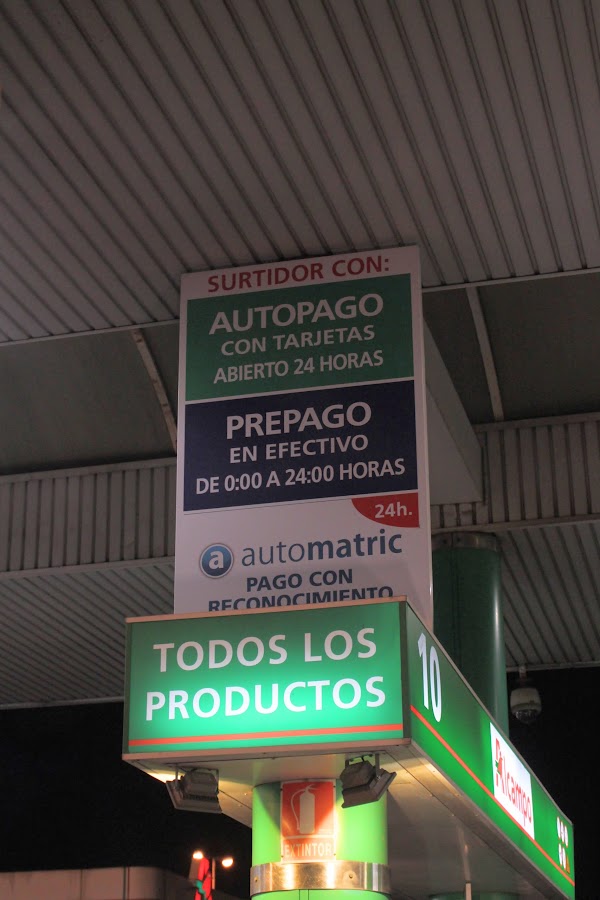 SURTIDOR CON:
AUTOPAGO
CON TARJETAS
ABIERTO 24 HORAS
PREPAGO
EN EFECTIVO
DE 0:00 A 24:00 HORAS
24h.
a automatric
PAGO CON
RECONOCIMIENTO
TODOS LOS
PRODUCTOS
10
Alcampo
EXTINTOR